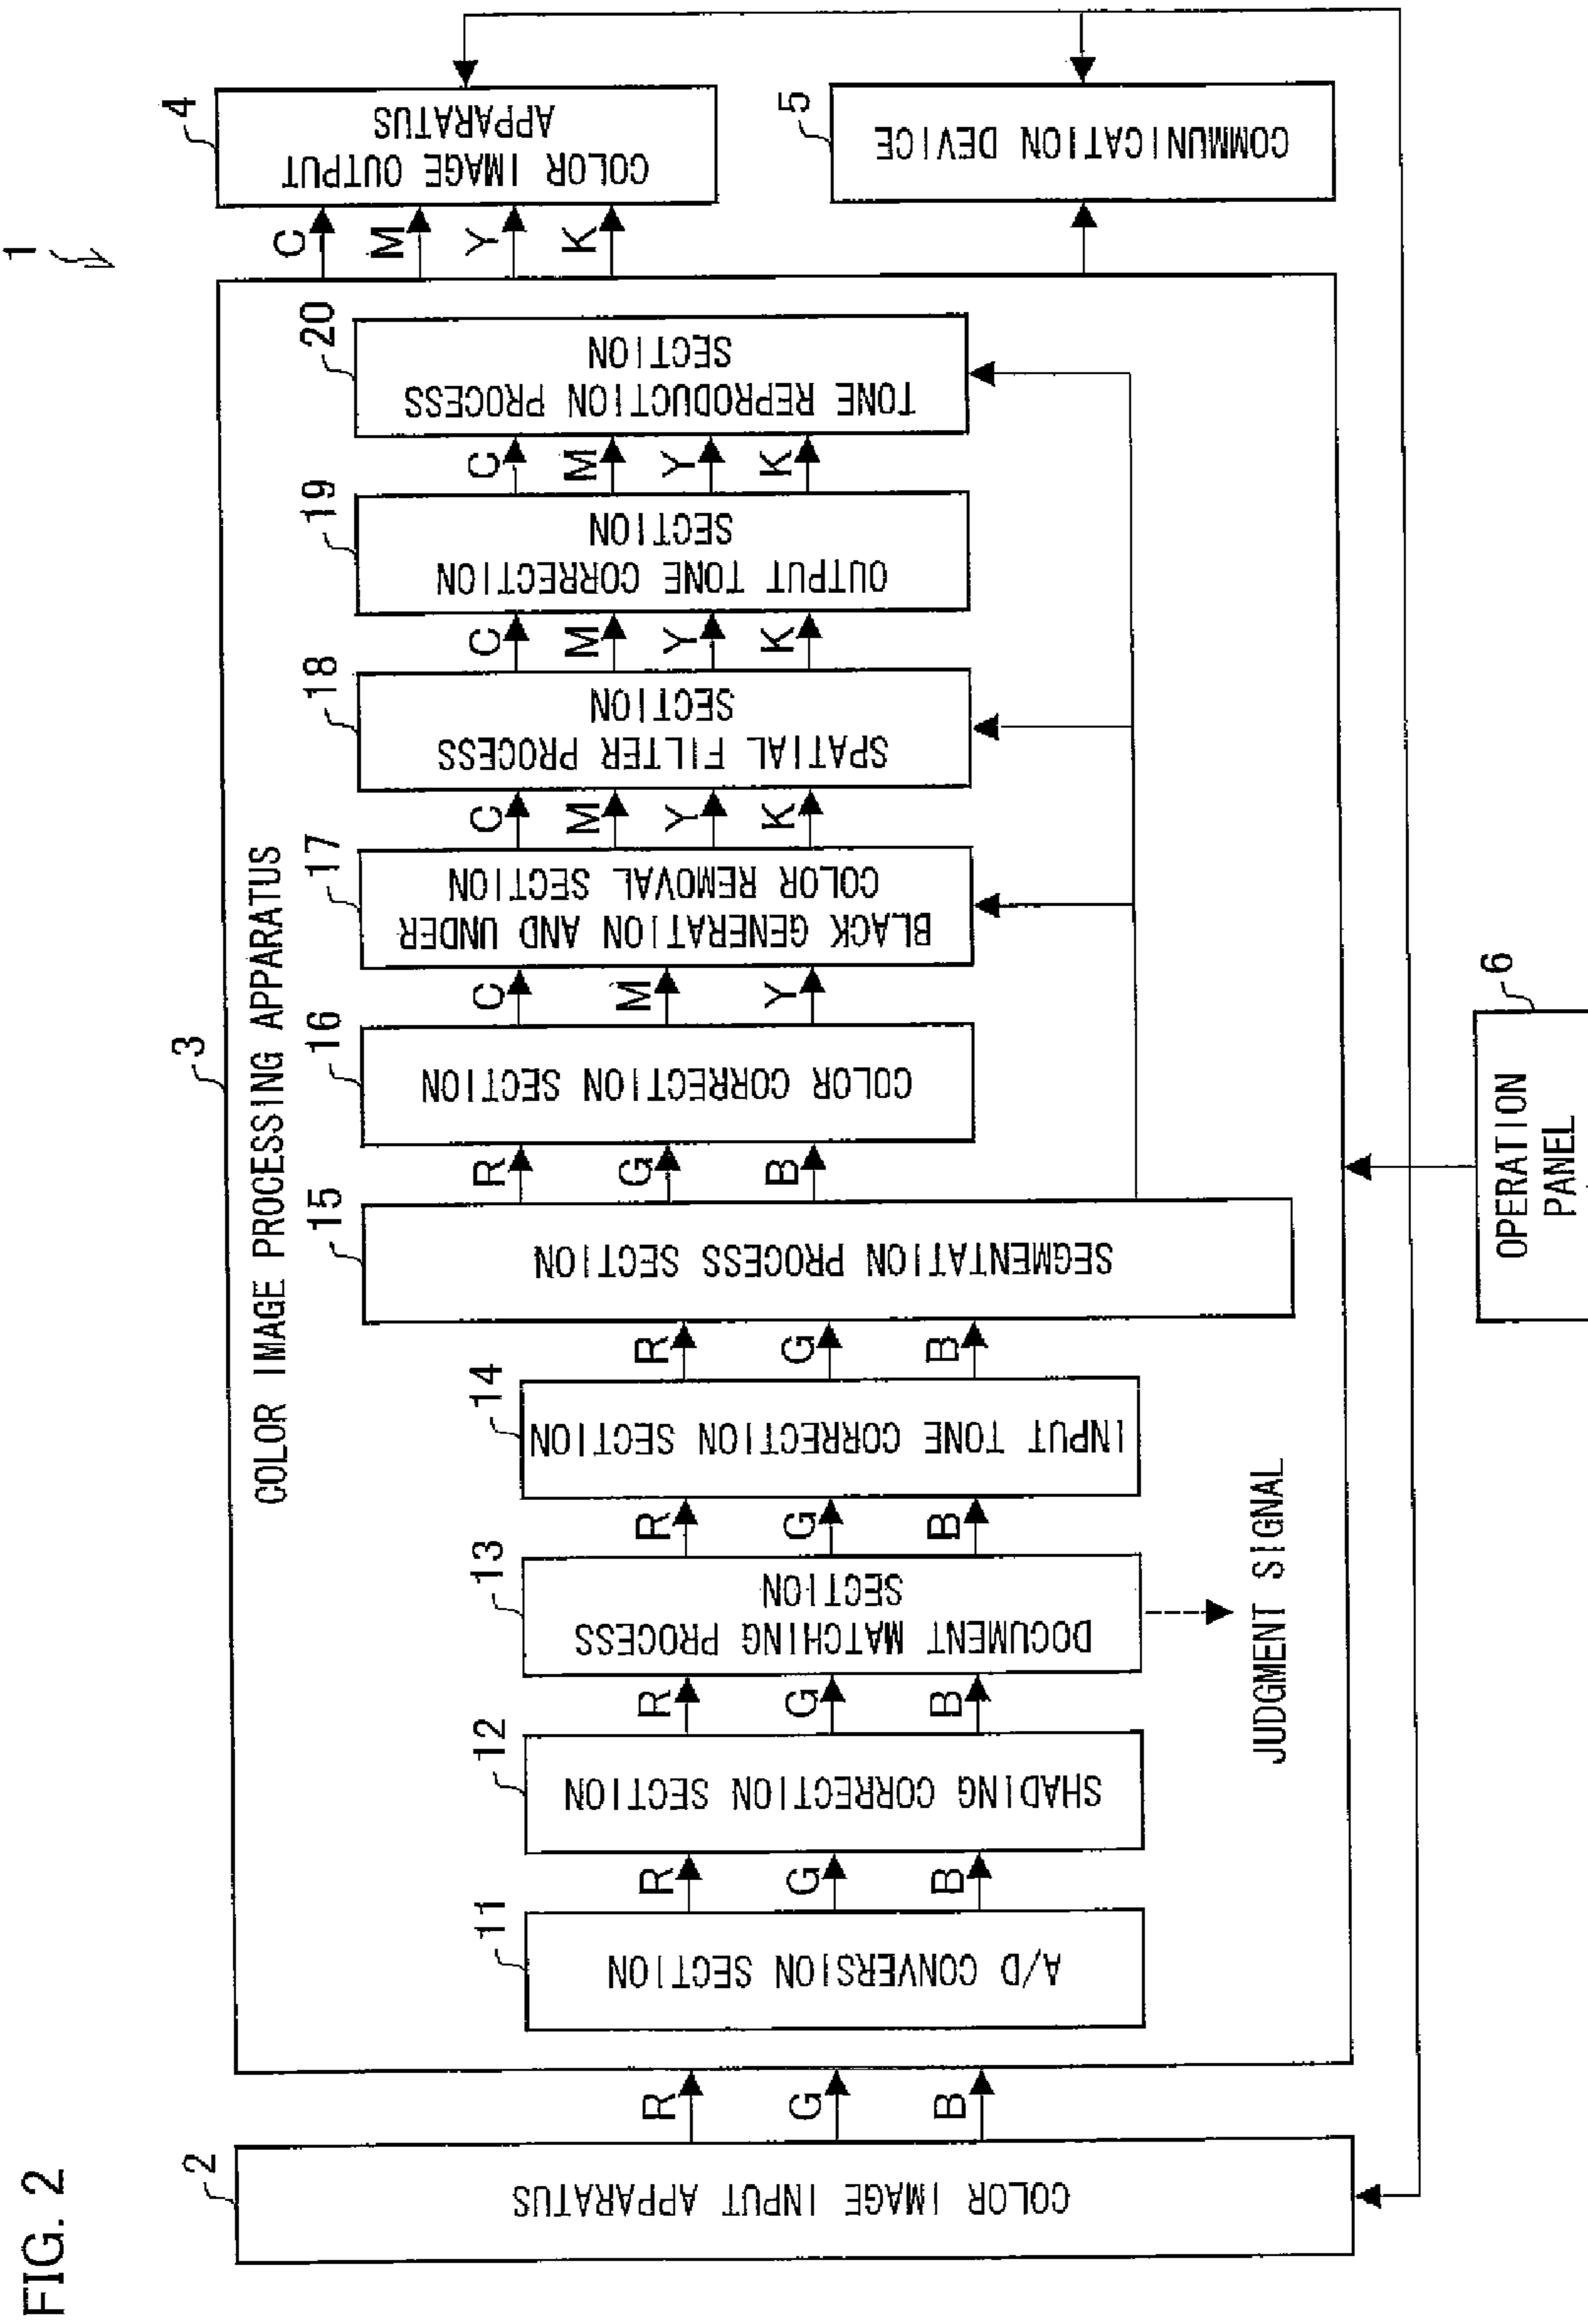 FIG. 2
1
2
COLOR IMAGE INPUT APPARATUS
R
G
B
3
COLOR IMAGE PROCESSING APPARATUS
11
A/D CONVERSION SECTION
R
G
B
12
SHADING CORRECTION SECTION
R
G
B
13
DOCUMENT MATCHING PROCESS
SECTION
JUDGMENT SIGNAL
R
G
B
14
INPUT TONE CORRECTION SECTION
R
G
B
15
SEGMENTATION PROCESS SECTION
R
G
B
16
COLOR CORRECTION SECTION
C
M
Y
17
BLACK GENERATION AND UNDER
COLOR REMOVAL SECTION
C
M
Y
K
18
SPATIAL FILTER PROCESS
SECTION
C
M
Y
K
19
OUTPUT TONE CORRECTION
SECTION
C
M
Y
K
20
TONE REPRODUCTION PROCESS
SECTION
C
M
Y
K
4
COLOR IMAGE OUTPUT
APPARATUS
5
COMMUNICATION DEVICE
6
OPERATION
PANEL